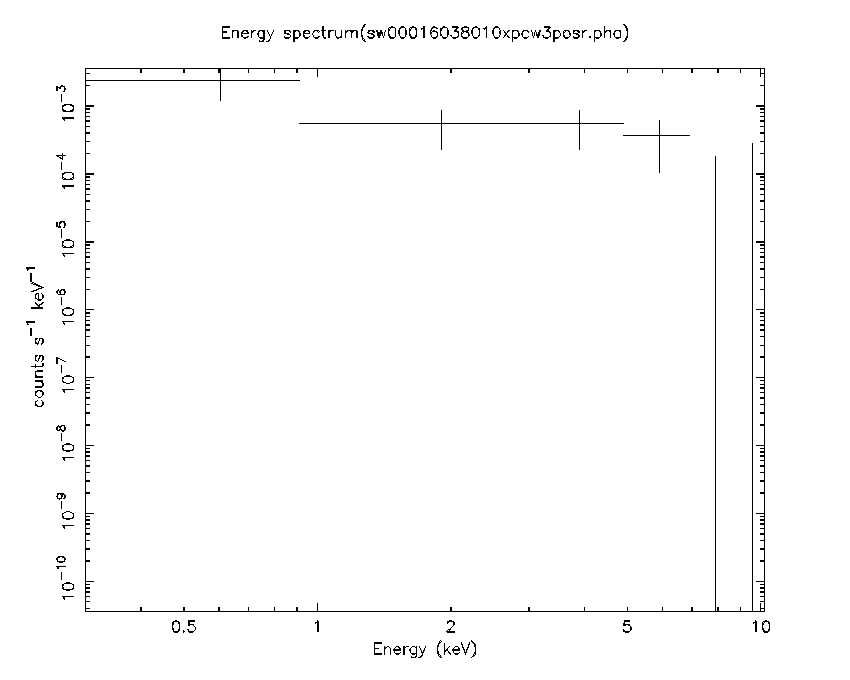 Energy spectrum(sw00016038010xpcw3posr.pha)
counts s⁻¹ keV⁻¹
10⁻³
10⁻⁴
10⁻⁵
10⁻⁶
10⁻⁷
10⁻⁸
10⁻⁹
10⁻¹⁰
0.5 1 2 5 10
Energy (keV)